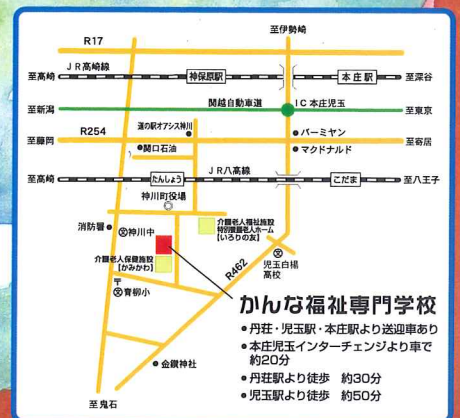 至伊勢崎
R17
JR高崎線
至高崎
神保原駅
本庄駅
至深谷
至新潟
関越自動車道
IC 本庄児玉
至東京
道の駅オアシス神川
R254
至藤岡
バーミヤン
至寄居
関口石油
マクドナルド
JR八高線
至高崎
たんしょう
こだま
至八王子
神川町役場
消防署
文神川中
介護老人福祉施設
特別養護老人ホーム
【いろりの友】
介護老人保健施設
【かみかわ】
文
児玉白楊
高校
R462
〒
文青柳小
金鑚神社
至鬼石
かんな福祉専門学校
●丹荘・児玉駅・本庄駅より送迎車あり
●本庄児玉インターチェンジより車で
約20分
●丹荘駅より徒歩 約30分
●児玉駅より徒歩 約50分